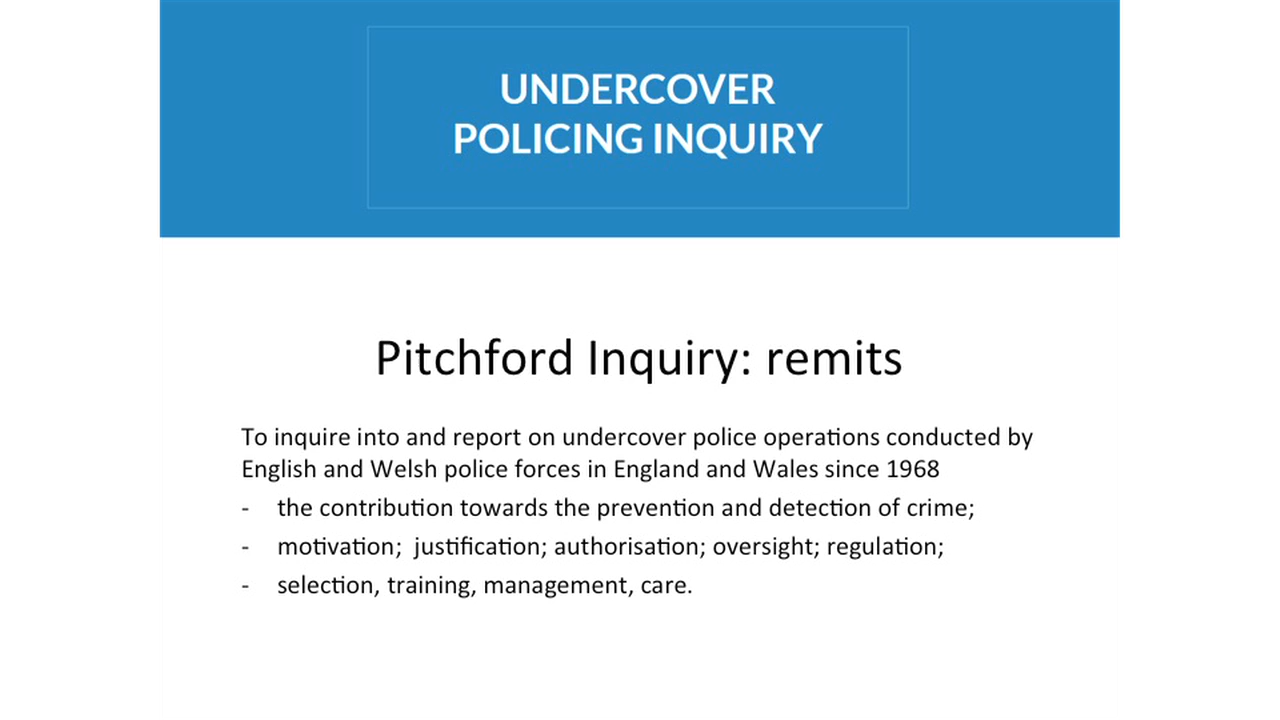 UNDERCOVER
POLICING INQUIRY
Pitchford Inquiry: remits
To inquire into and report on undercover police operations conducted by
English and Welsh police forces in England and Wales since 1968
- the contribution towards the prevention and detection of crime;
- motivation; justification; authorisation; oversight; regulation;
- selection, training, management, care.